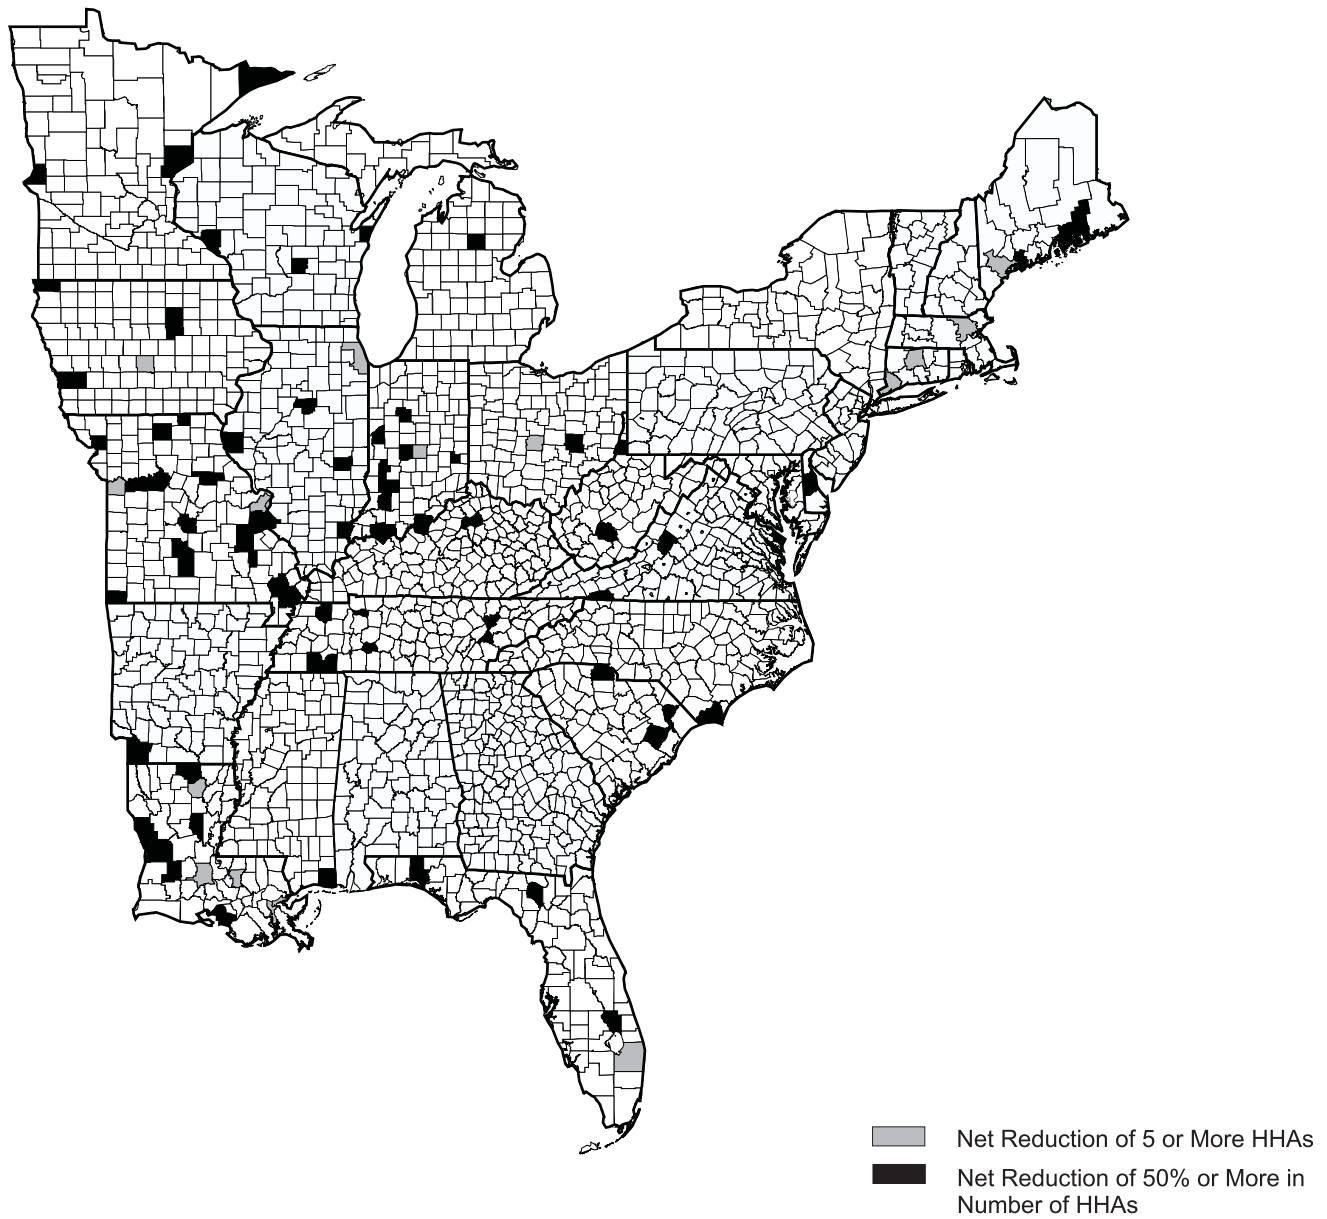 Net Reduction of 5 or More HHAs
Net Reduction of 50% or More in
Number of HHAs